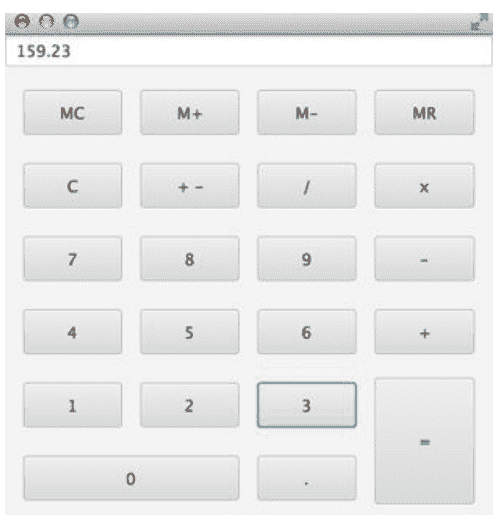 159.23
MC M+ M- MR
C + - / x
7 8 9 -
4 5 6 +
1 2 3
=
0 .